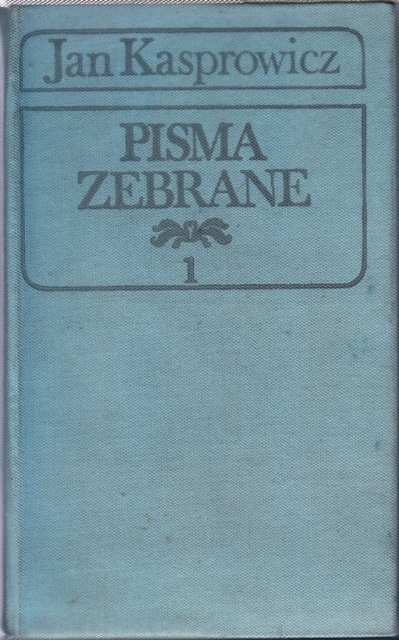 Jan Kasprowicz
PISMA
ZEBRANE
1